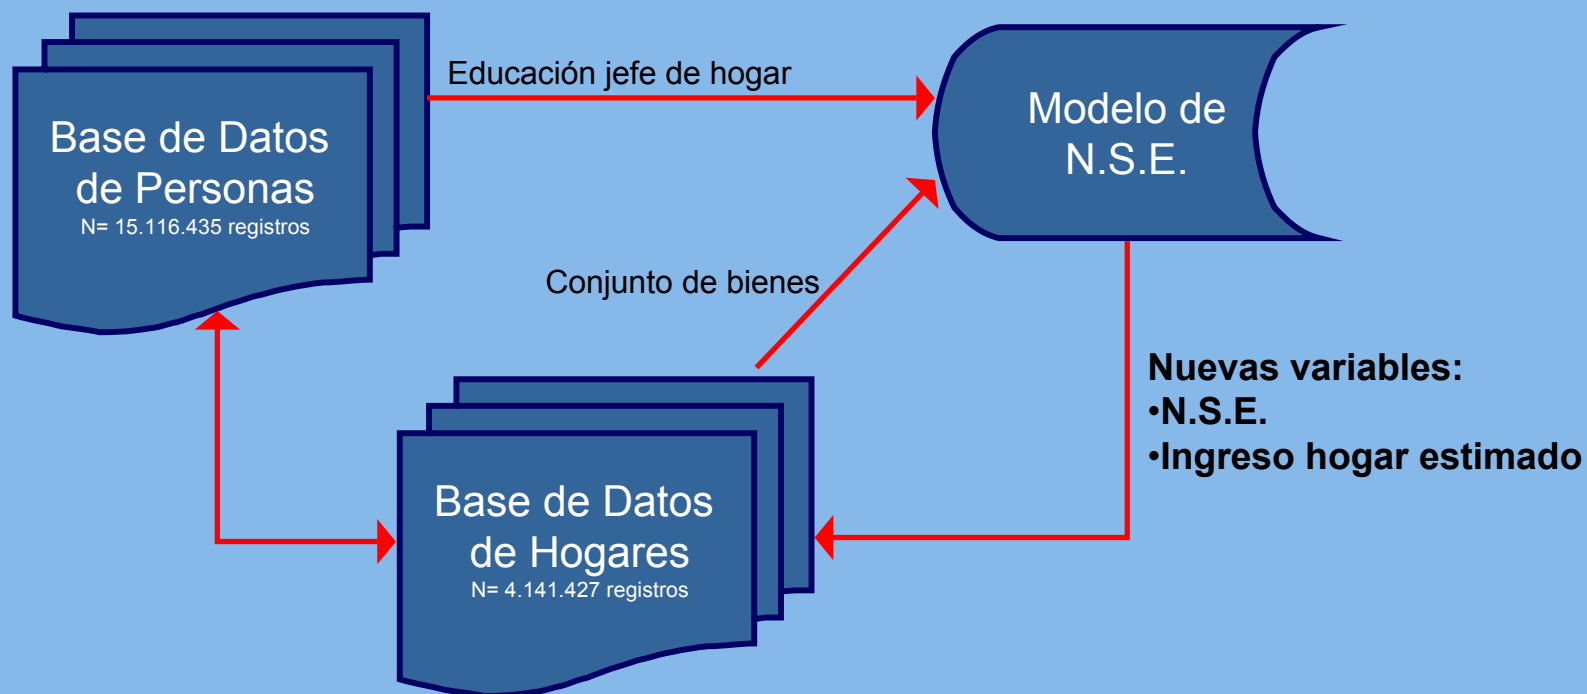 Educación jefe de hogar
Base de Datos
de Personas
N= 15.116.435 registros
Modelo de
N.S.E.
Conjunto de bienes
Nuevas variables:
•N.S.E.
•Ingreso hogar estimado
Base de Datos
de Hogares
N= 4.141.427 registros